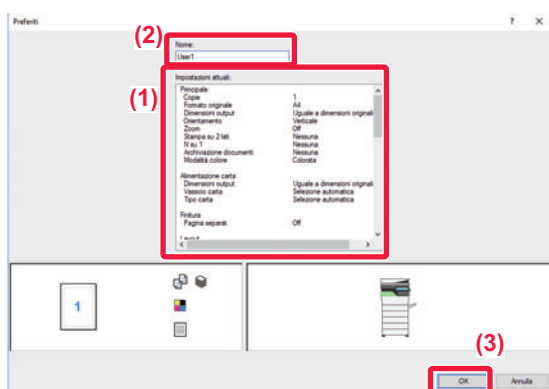 Preferiti ? X
(2)
Nome:
User1
(1)
Impostazioni attuali:
Principale
Copie 1
Formato originale A4
Dimensioni output Uguale a dimensioni originali
Orientamento Verticale
Zoom Off
Stampa su 2 lati Nessuna
N su 1 Nessuna
Archiviazione documenti Nessuna
Modalità colore Colorata
Alimentazione carta
Dimensioni output Uguale a dimensioni originali
Vassoio carta Selezione automatica
Tipo carta Selezione automatica
Finitura
Pagina separat. Off
Layout
1
(3)
OK Annulla